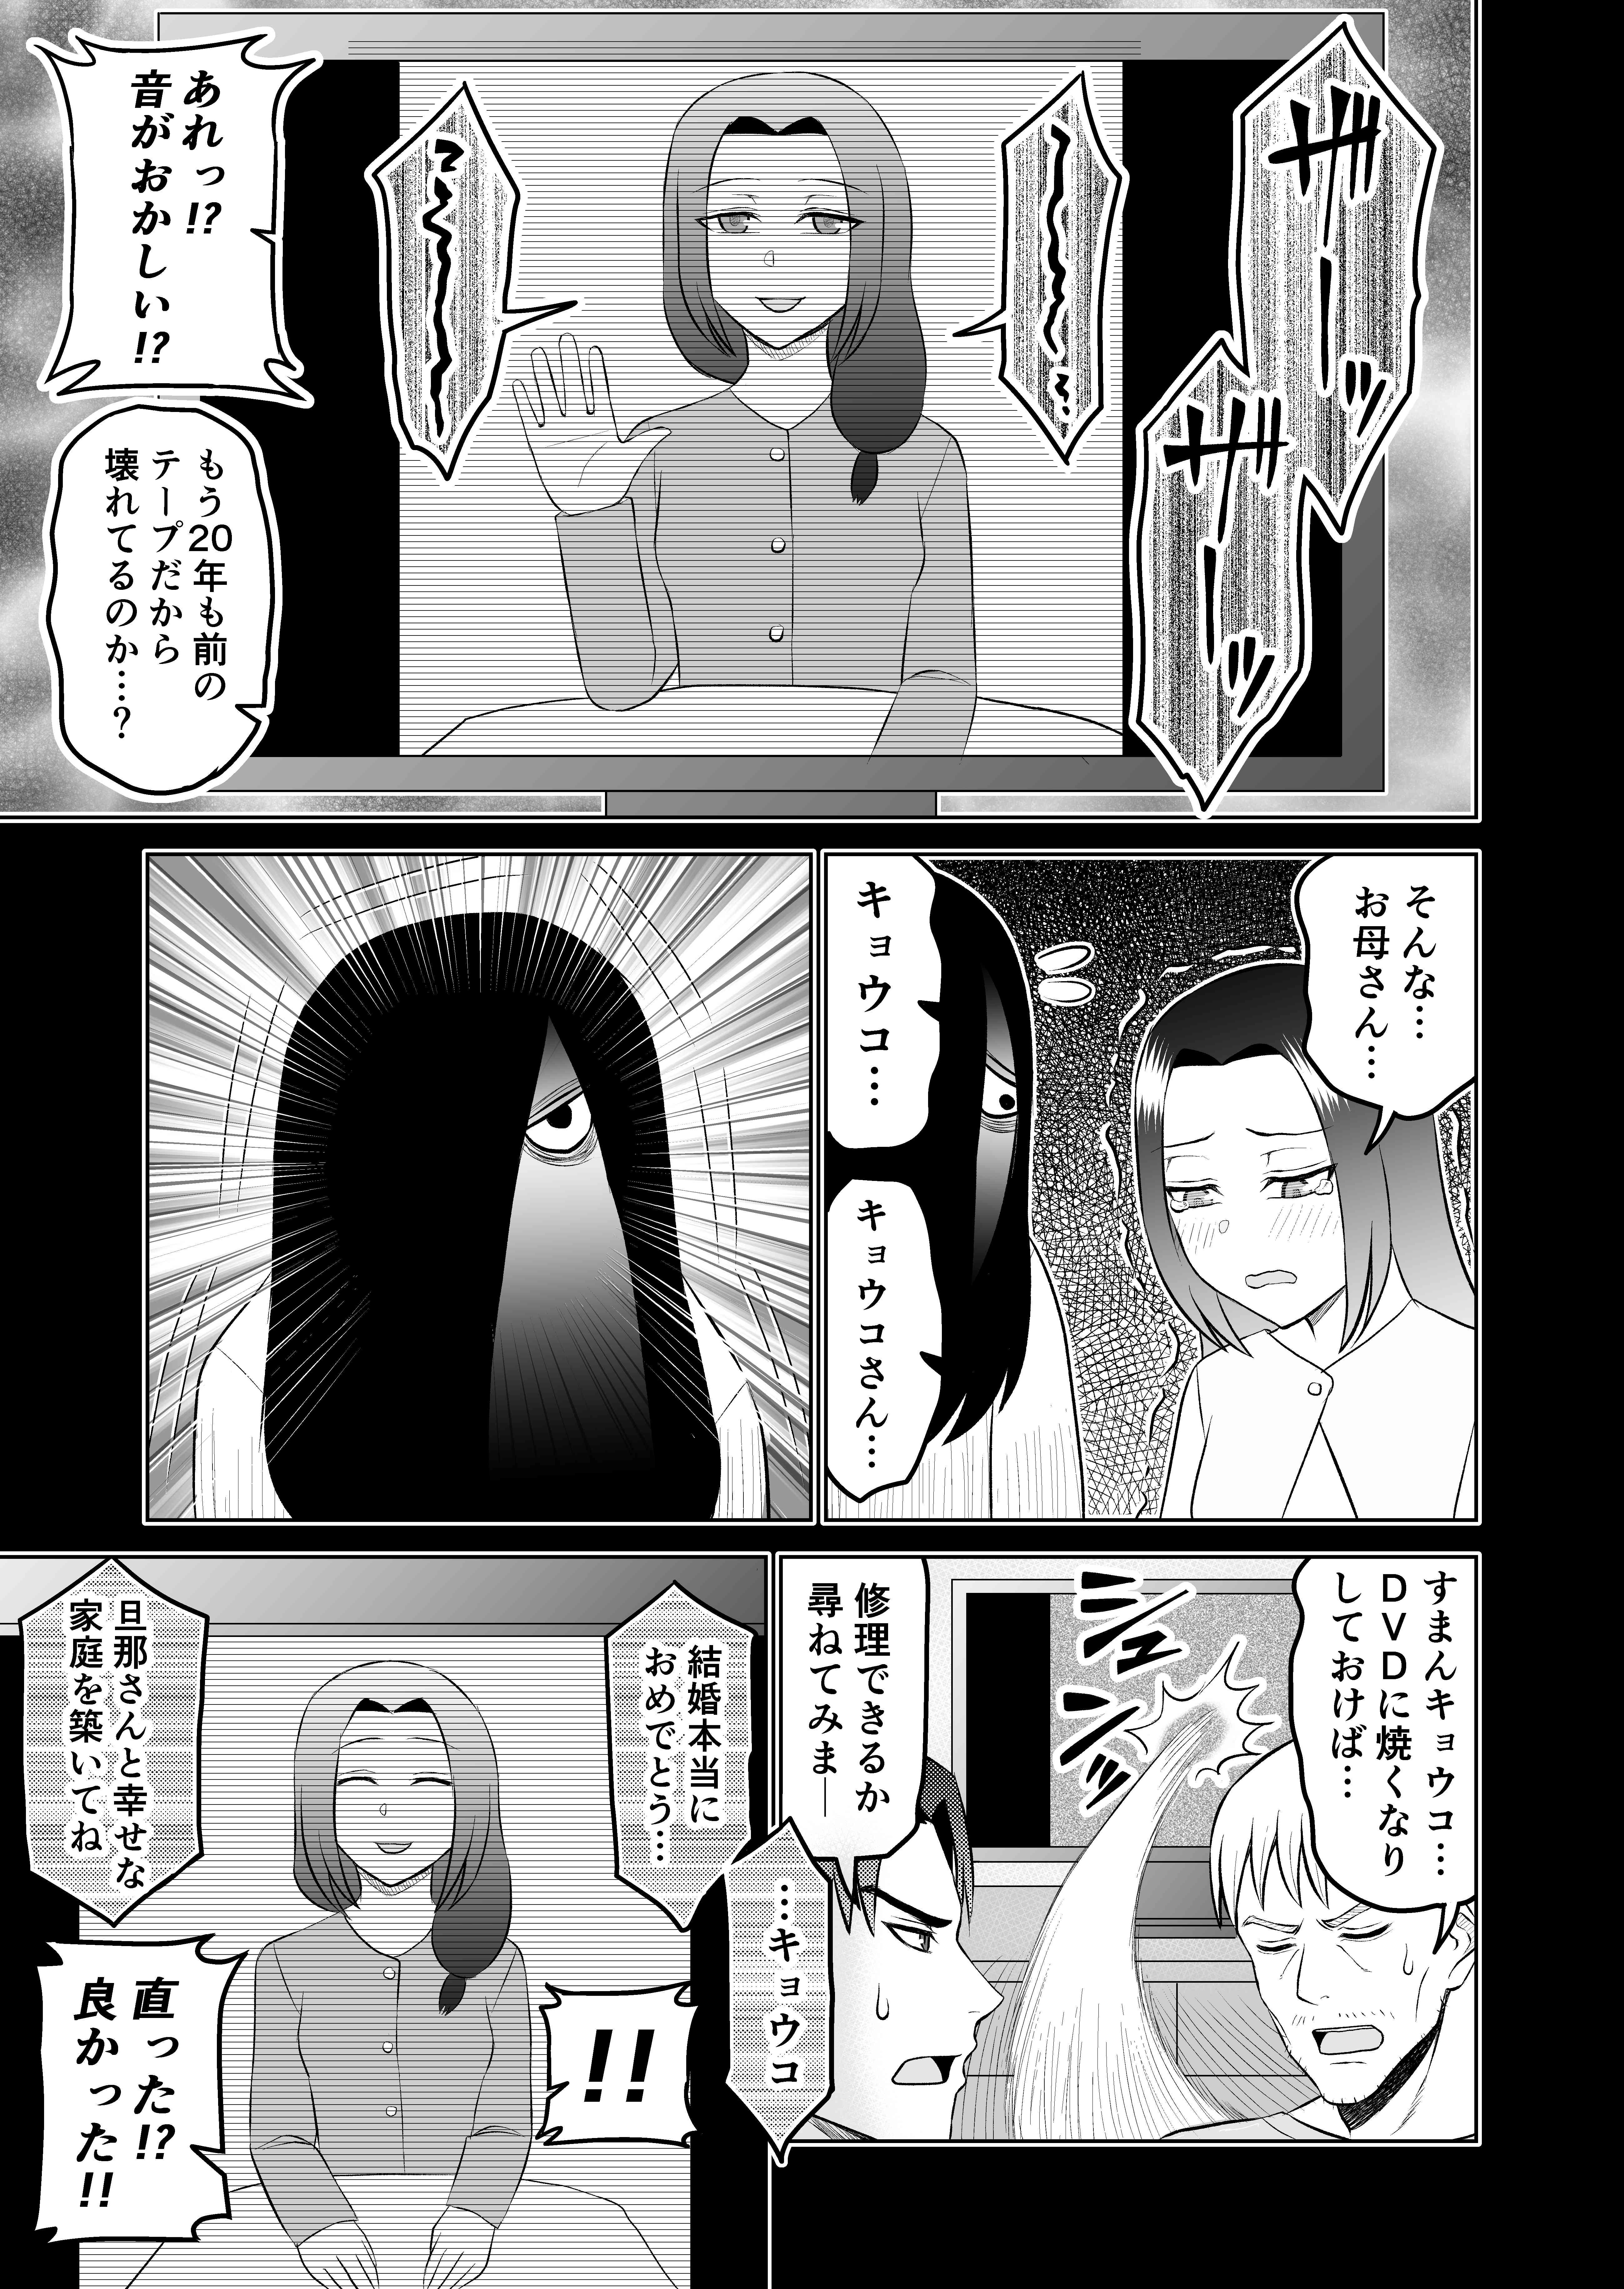 ザーーッ
ザーーッ
あれっ!?
音がおかしい!?
もう20年も前の
テープだから
壊れてるのか…?
そんな…
お母さん…
キョウコ…
キョウコさん…
すまんキョウコ…
DVDに焼くなり
しておけば…
シュンッ
修理できるか
尋ねてみま―
…キョウコ
結婚本当に
おめでとう…
!!
旦那さんと幸せな
家庭を築いてね
直った!?
良かった!!